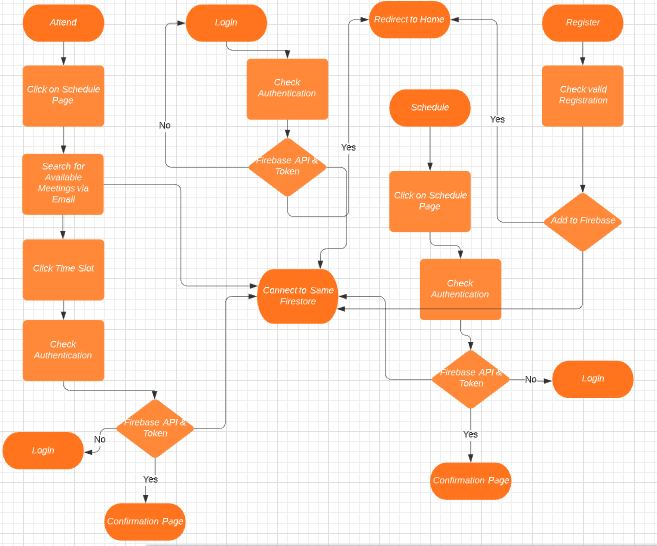 Attend
Login
Redirect to Home
Register
Click on Schedule
Page
Check
Authentication
Check valid
Registration
Schedule
No
Yes
Yes
Search for
Available
Meetings via
Email
Firebase API &
Token
Click on Schedule
Page
Add to Firebase
Click Time Slot
Connect to Same
Firestore
Check
Authentication
Check
Authentication
Firebase API &
Token
No
Login
Firebase API &
Token
No
Login
Yes
Yes
Confirmation Page
Confirmation Page